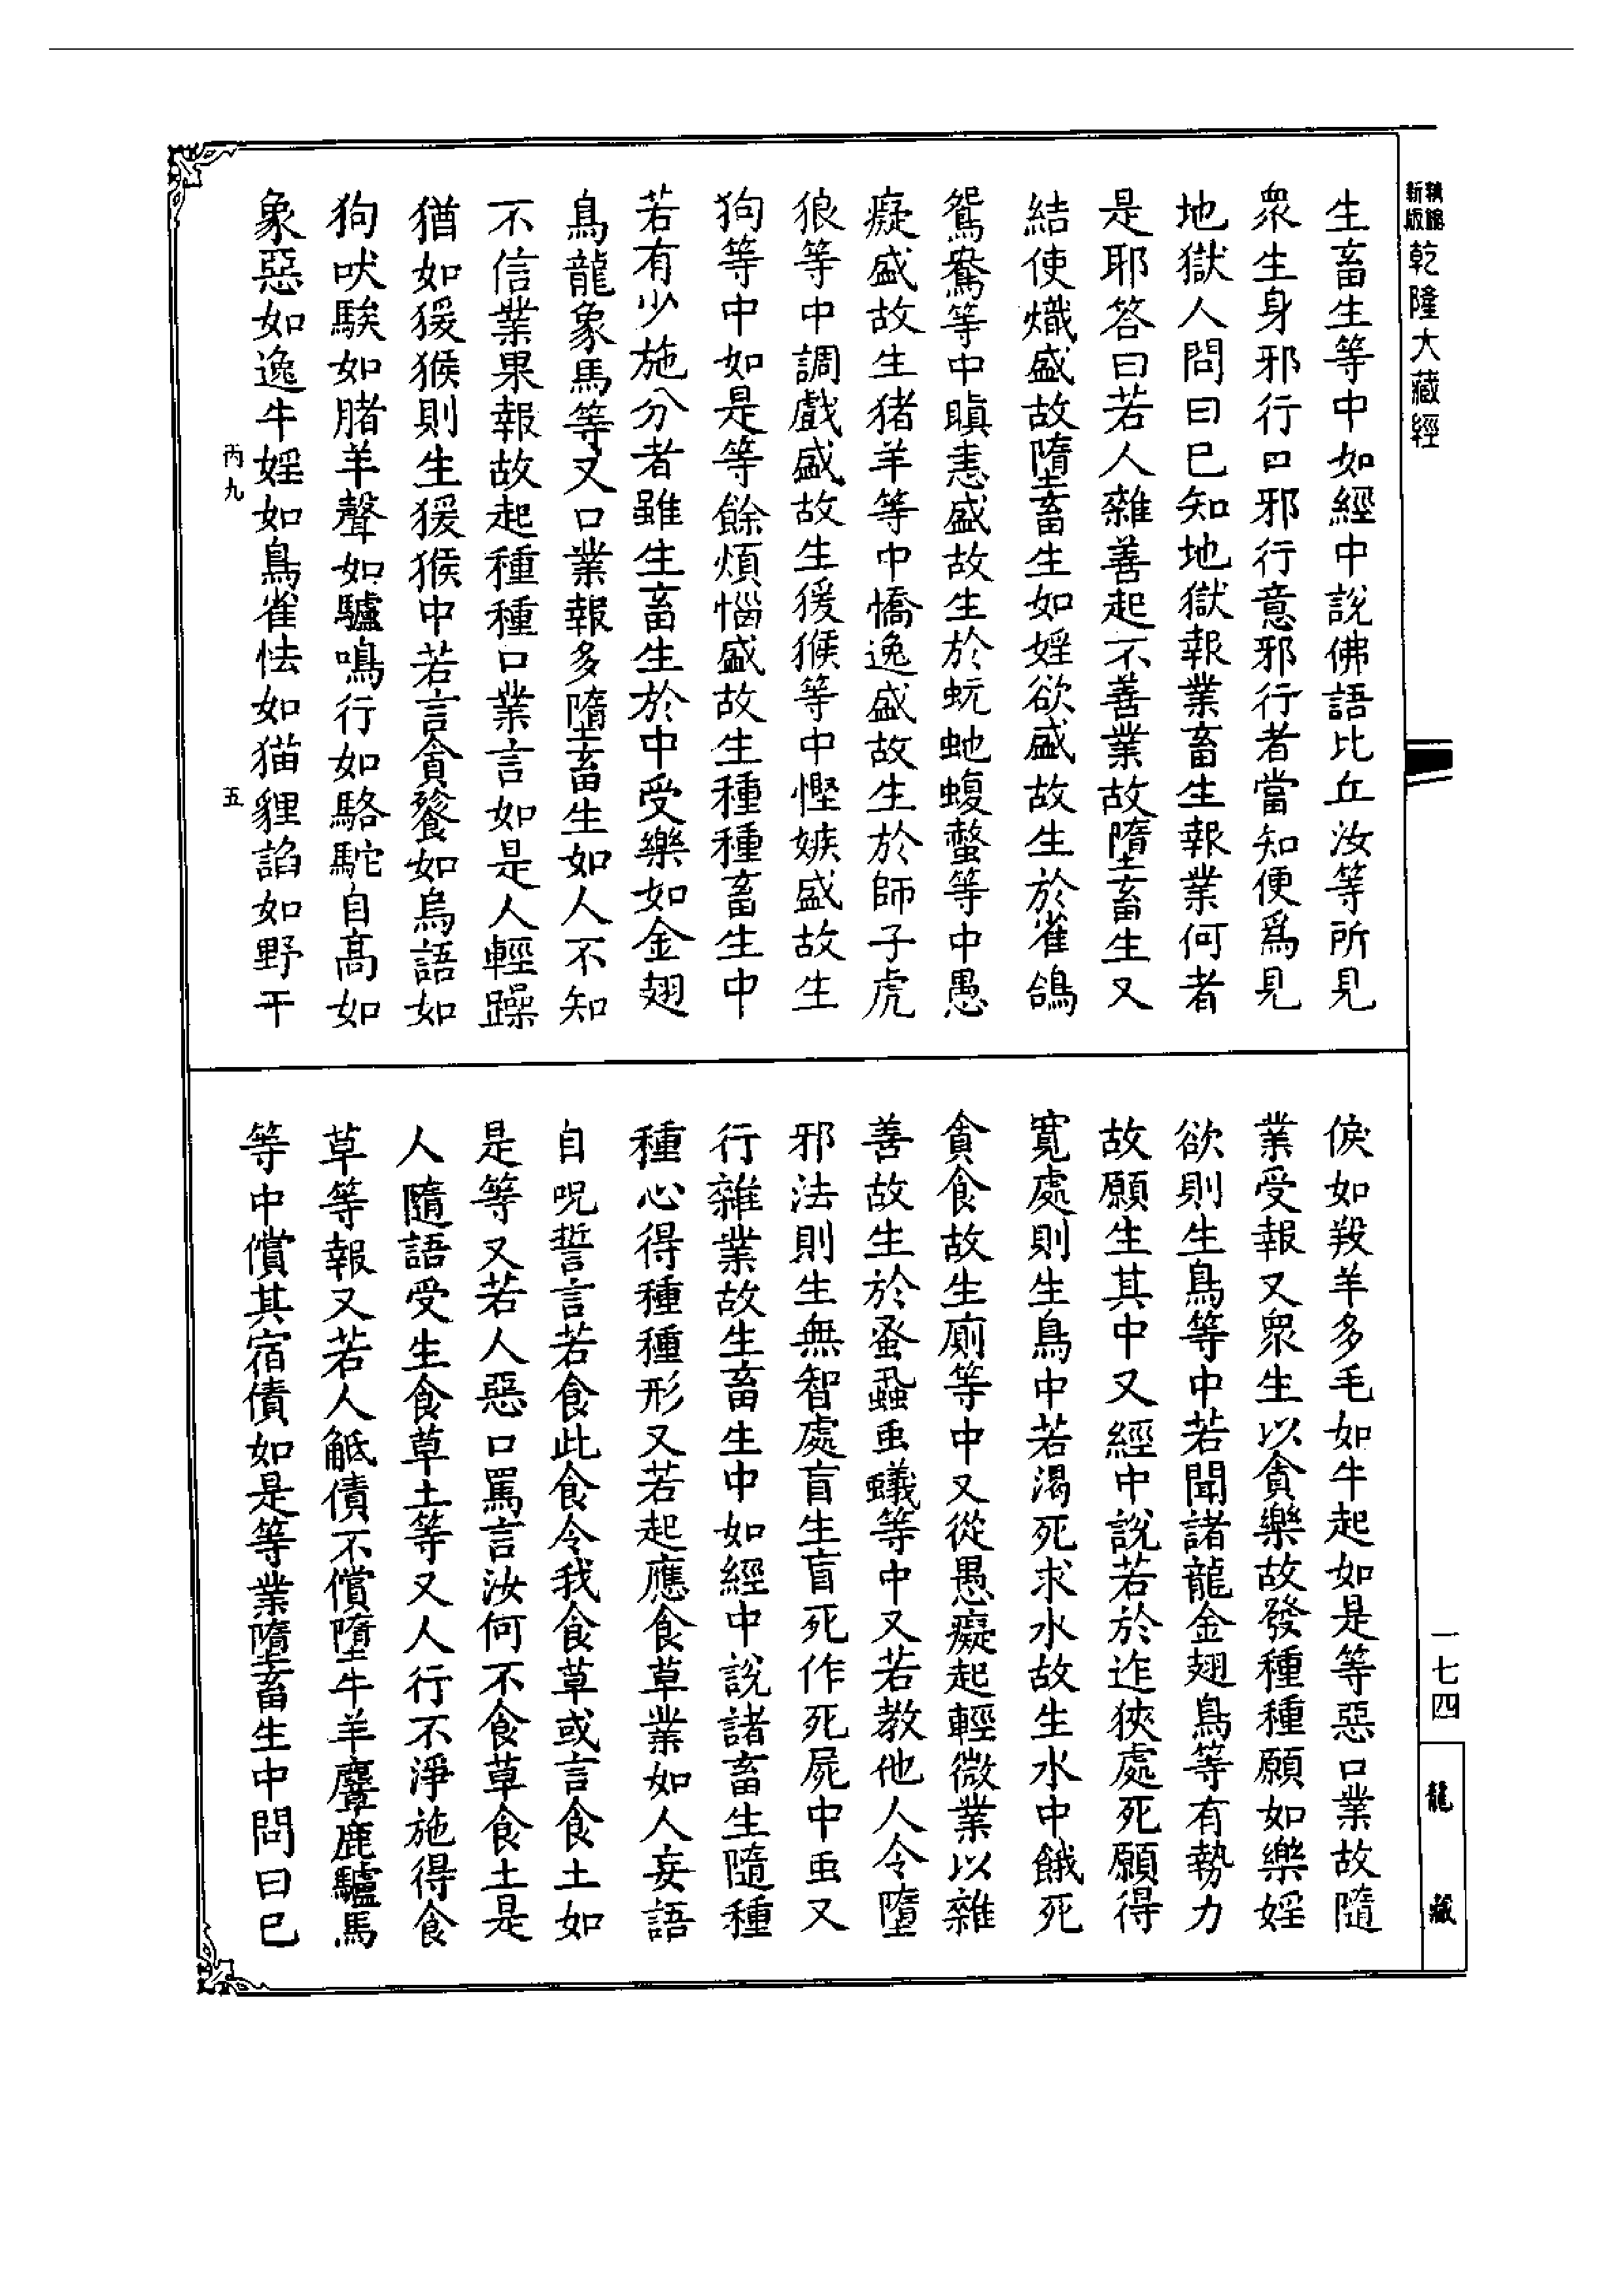 新版精縮
乾隆大藏經
生畜生等中如經中說佛語比丘汝等所見
眾生身邪行口邪行意邪行者當知便爲見
地獄人問曰已知地獄報業畜生報業何者
是耶答曰若人雜善起不善業故墮畜生又
結使熾盛故墮畜生如婬欲盛故生於雀鴿
鴛鴦等中瞋恚盛故生於蚖虵蝮螫等中愚
癡盛故生猪羊等中憍逸盛故生於師子虎
狼等中調戲盛故生猨猴等中慳嫉盛故生
狗等中如是等餘煩惱盛故生種種畜生中
若有少施分者雖生畜生於中受樂如金翅
鳥龍象馬等又口業報多墮畜生如人不知
不信業果報故起種種口業言如是人輕躁
猶如猨猴則生猨猴中若言貪餮如烏語如
狗吠騃如豬羊聲如驢鳴行如駱駝自高如
象惡如逸牛婬如鳥雀怯如猫貍諂如野干
丙九
五
倿如羖羊多毛如牛起如是等惡口業故隨
業受報又眾生以貪樂故發種種願如樂婬
欲則生鳥等中若聞諸龍金翅鳥等有勢力
故願生其中又經中說若於迮狹處死願得
寬處則生鳥中若渴死求水故生水中餓死
貪食故生廁等中又從愚癡起輕微業以雜
善故生於蚤蝨虫蟻等中又若教他人令墮
邪法則生無智處盲生盲死作死屍中虫又
行雜業故生畜生中如經中說諸畜生隨種
種心得種種形又若起應食草業如人妄語
自呪誓言若食此食令我食草或言食土如
是等又若人惡口罵言汝何不食草食土是
人隨語受生食草土等又人行不淨施得食
草等報又若人觝債不償墮牛羊麞鹿驢馬
等中償其宿債如是等業墮畜生中問曰已
一七四
龍藏